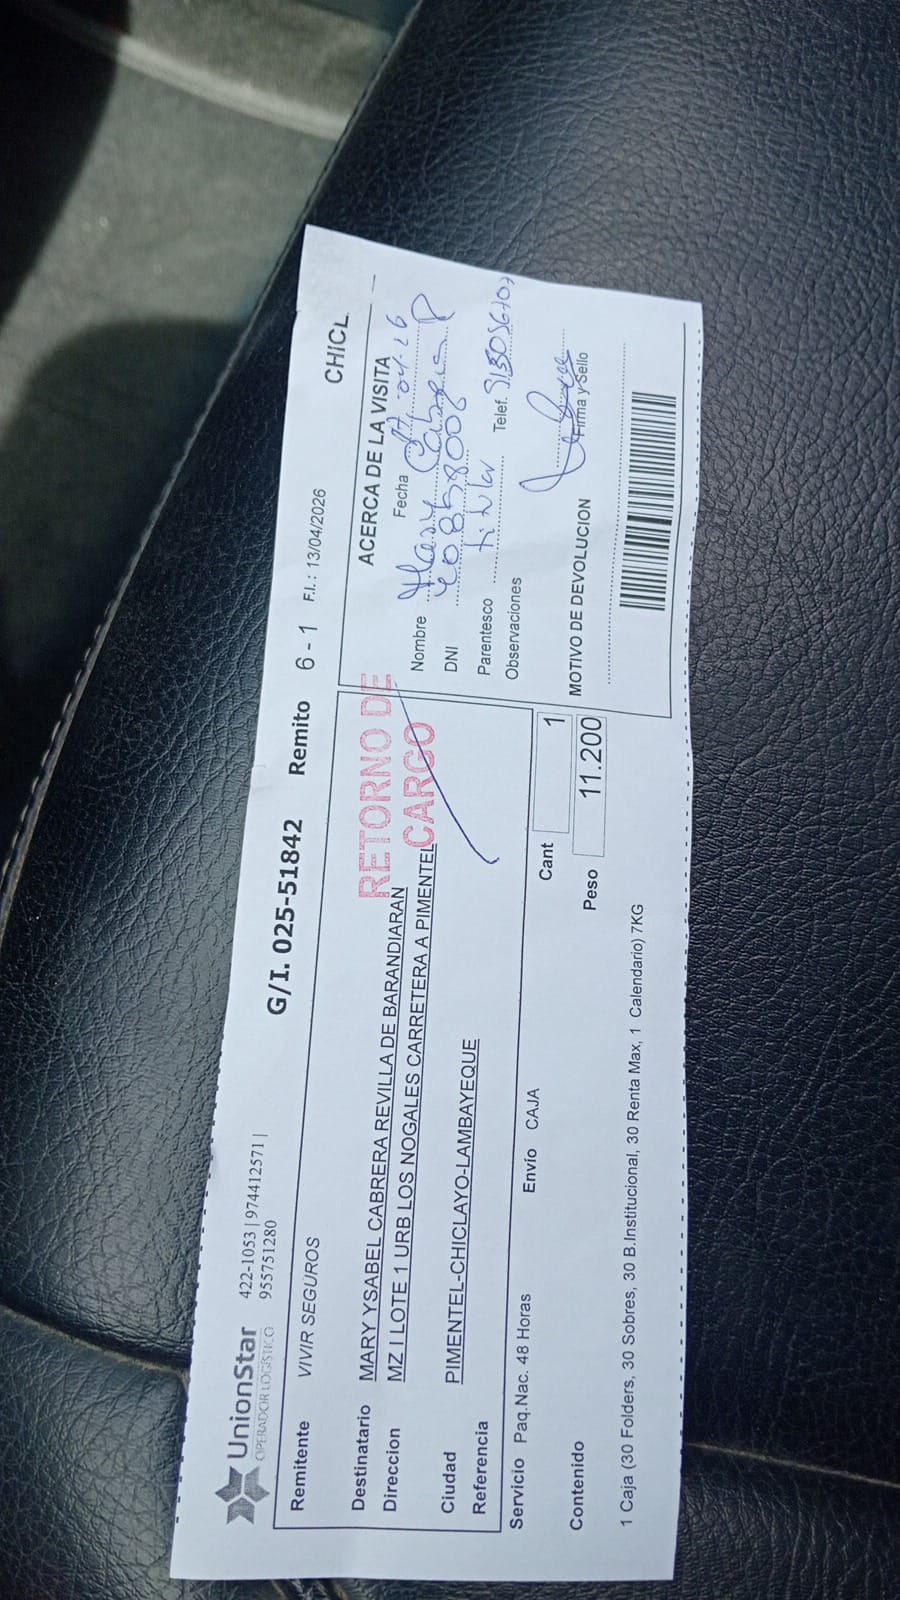 UnionStar
OPERADOR LOGÍSTICO
422-1053 | 974412571 |
955751280
G/I. 025-51842 Remito 6 - 1 F.I.: 13/04/2026 CHICL
Remitente VIVIR SEGUROS
Destinatario MARY YSABEL CABRERA REVILLA DE BARANDIARAN
Direccion MZ I LOTE 1 URB LOS NOGALES CARRETERA A PIMENTEL
Ciudad PIMENTEL-CHICLAYO-LAMBAYEQUE
Referencia
RETORNO DE
CARGO
Servicio Paq.Nac. 48 Horas Envío CAJA Cant 1
Peso 11.200
Contenido
1 Caja (30 Folders, 30 Sobres, 30 B.Institucional, 30 Renta Max, 1 Calendario) 7KG
ACERCA DE LA VISITA
Fecha
Nombre Mary Cabrera
DNI
Parentesco titular Telef.
Observaciones
Firma y Sello
MOTIVO DE DEVOLUCION